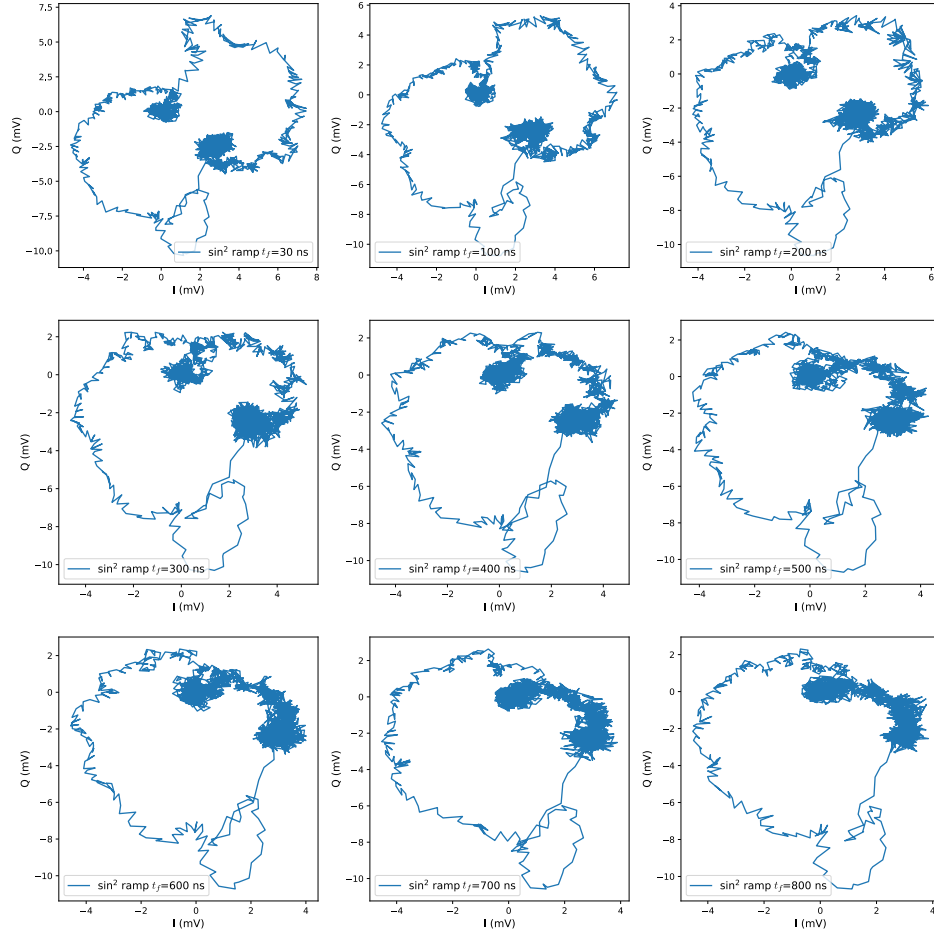 7.5
5.0
2.5
0.0
−2.5
−5.0
−7.5
−10.0
Q (mV)
−4 −2 0 2 4 6 8
I (mV)
sin² ramp t_f=30 ns
6
4
2
0
−2
−4
−6
−8
−10
Q (mV)
−4 −2 0 2 4 6
I (mV)
sin² ramp t_f=100 ns
4
2
0
−2
−4
−6
−8
−10
Q (mV)
−4 −2 0 2 4 6
I (mV)
sin² ramp t_f=200 ns
2
0
−2
−4
−6
−8
−10
Q (mV)
−4 −2 0 2 4
I (mV)
sin² ramp t_f=300 ns
2
0
−2
−4
−6
−8
−10
Q (mV)
−4 −2 0 2 4
I (mV)
sin² ramp t_f=400 ns
2
0
−2
−4
−6
−8
−10
Q (mV)
−4 −2 0 2 4
I (mV)
sin² ramp t_f=500 ns
2
0
−2
−4
−6
−8
−10
Q (mV)
−4 −2 0 2 4
I (mV)
sin² ramp t_f=600 ns
2
0
−2
−4
−6
−8
−10
Q (mV)
−4 −2 0 2 4
I (mV)
sin² ramp t_f=700 ns
2
0
−2
−4
−6
−8
−10
Q (mV)
−4 −2 0 2 4
I (mV)
sin² ramp t_f=800 ns